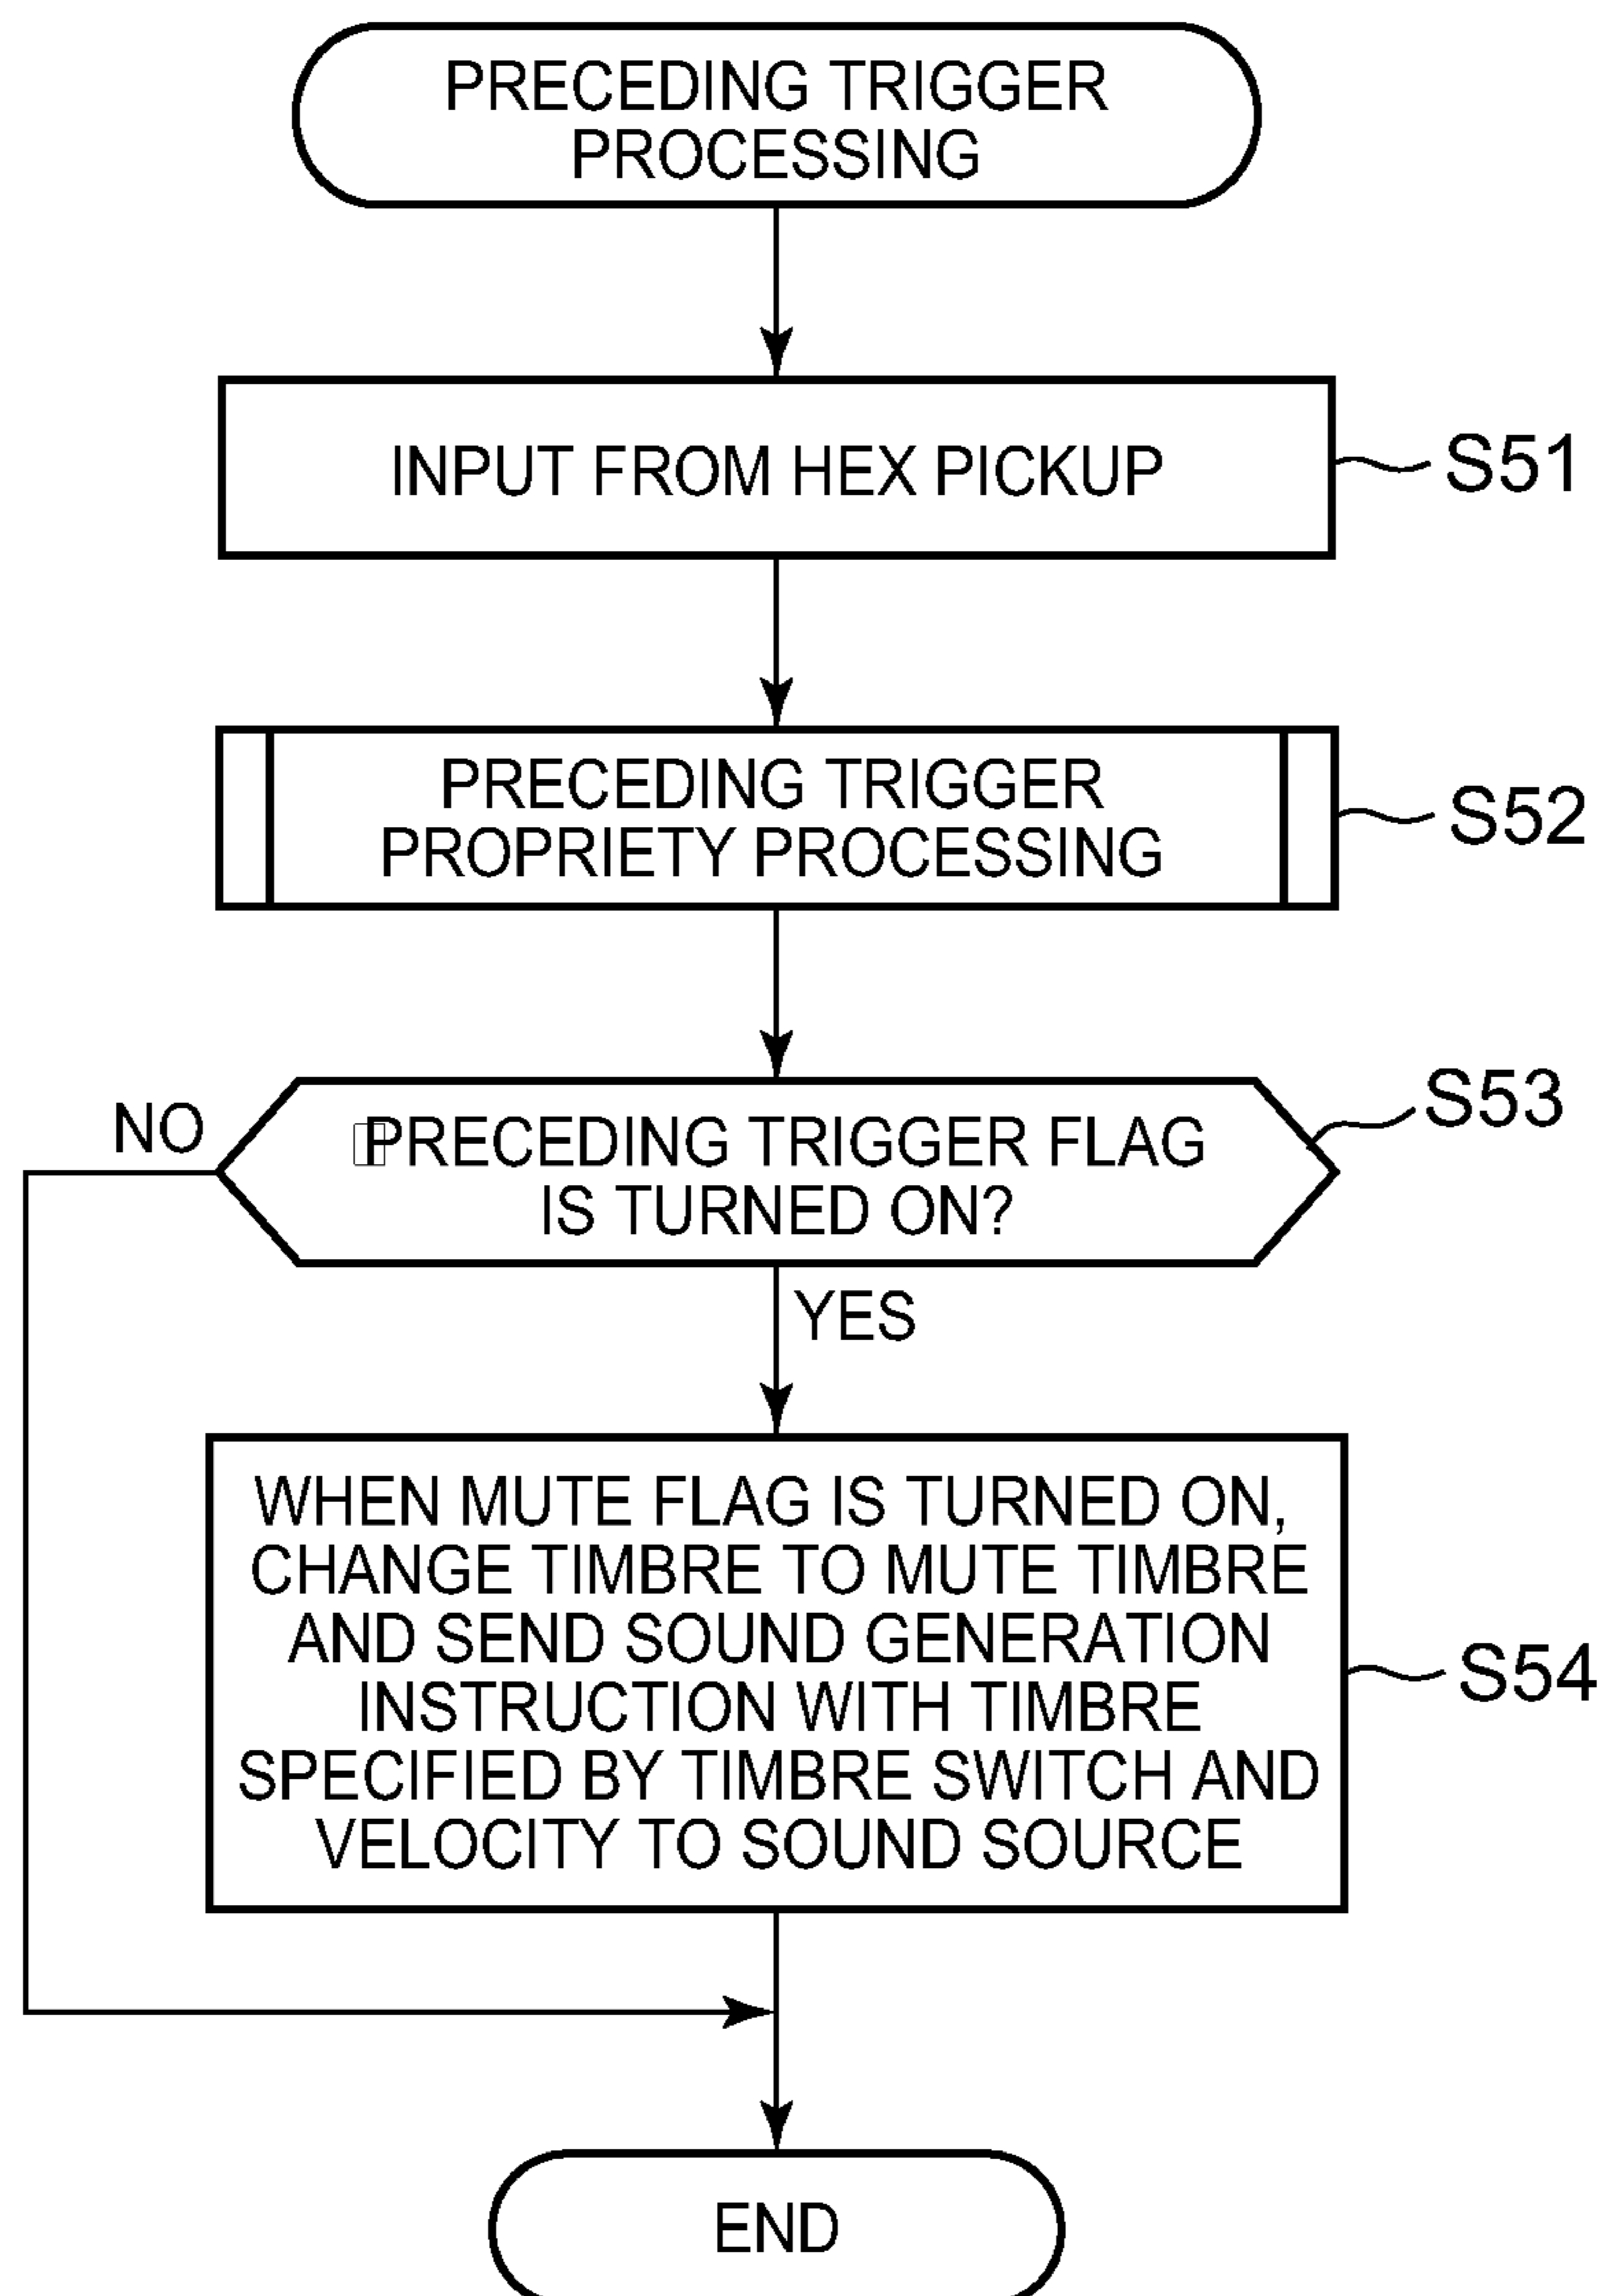 PRECEDING TRIGGER
PROCESSING
INPUT FROM HEX PICKUP
S51
PRECEDING TRIGGER
PROPRIETY PROCESSING
S52
NO
PRECEDING TRIGGER FLAG
IS TURNED ON?
S53
YES
WHEN MUTE FLAG IS TURNED ON,
CHANGE TIMBRE TO MUTE TIMBRE
AND SEND SOUND GENERATION
INSTRUCTION WITH TIMBRE
SPECIFIED BY TIMBRE SWITCH AND
VELOCITY TO SOUND SOURCE
S54
END